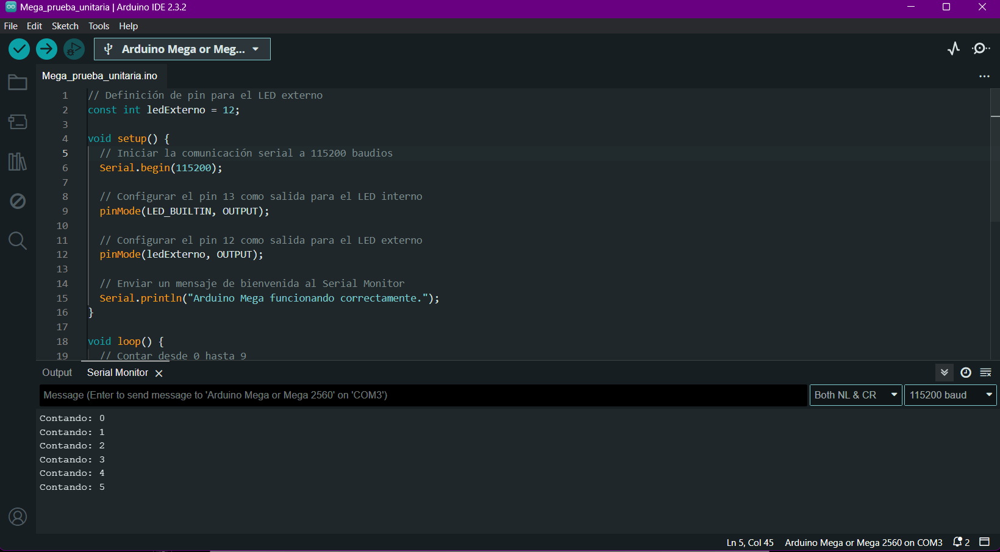 Mega_prueba_unitaria | Arduino IDE 2.3.2
File Edit Sketch Tools Help
Arduino Mega or Meg...
Mega_prueba_unitaria.ino
1 // Definición de pin para el LED externo
2 const int ledExterno = 12;
3
4 void setup() {
5 // Iniciar la comunicación serial a 115200 baudios
6 Serial.begin(115200);
7
8 // Configurar el pin 13 como salida para el LED interno
9 pinMode(LED_BUILTIN, OUTPUT);
10
11 // Configurar el pin 12 como salida para el LED externo
12 pinMode(ledExterno, OUTPUT);
13
14 // Enviar un mensaje de bienvenida al Serial Monitor
15 Serial.println("Arduino Mega funcionando correctamente.");
16 }
17
18 void loop() {
19 // Contar desde 0 hasta 9
Output Serial Monitor
Message (Enter to send message to 'Arduino Mega or Mega 2560' on 'COM3') Both NL & CR 115200 baud
Contando: 0
Contando: 1
Contando: 2
Contando: 3
Contando: 4
Contando: 5
Ln 5, Col 45 Arduino Mega or Mega 2560 on COM3 2